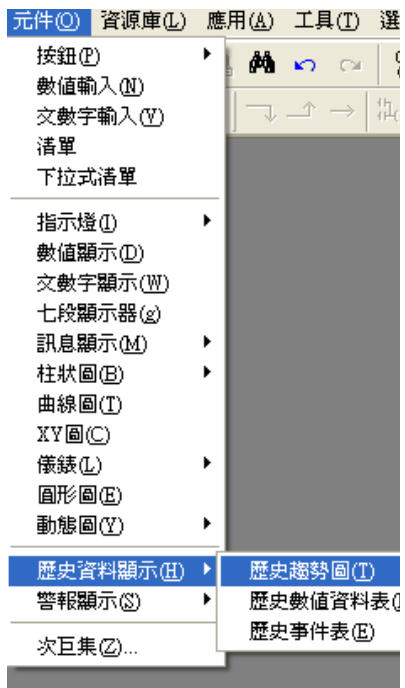 元件(O) 資源庫(L) 應用(A) 工具(T) 選
按鈕(P)
數值輸入(N)
文數字輸入(V)
清單
下拉式清單
指示燈(I)
數值顯示(D)
文數字顯示(W)
七段顯示器(g)
訊息顯示(M)
柱狀圖(B)
曲線圖(T)
XY圖(C)
儀錶(L)
圓形圖(E)
動態圖(Y)
歷史資料顯示(H)
歷史趨勢圖(T)
警報顯示(S)
歷史數值資料表(
歷史事件表(E)
次巨集(Z)...